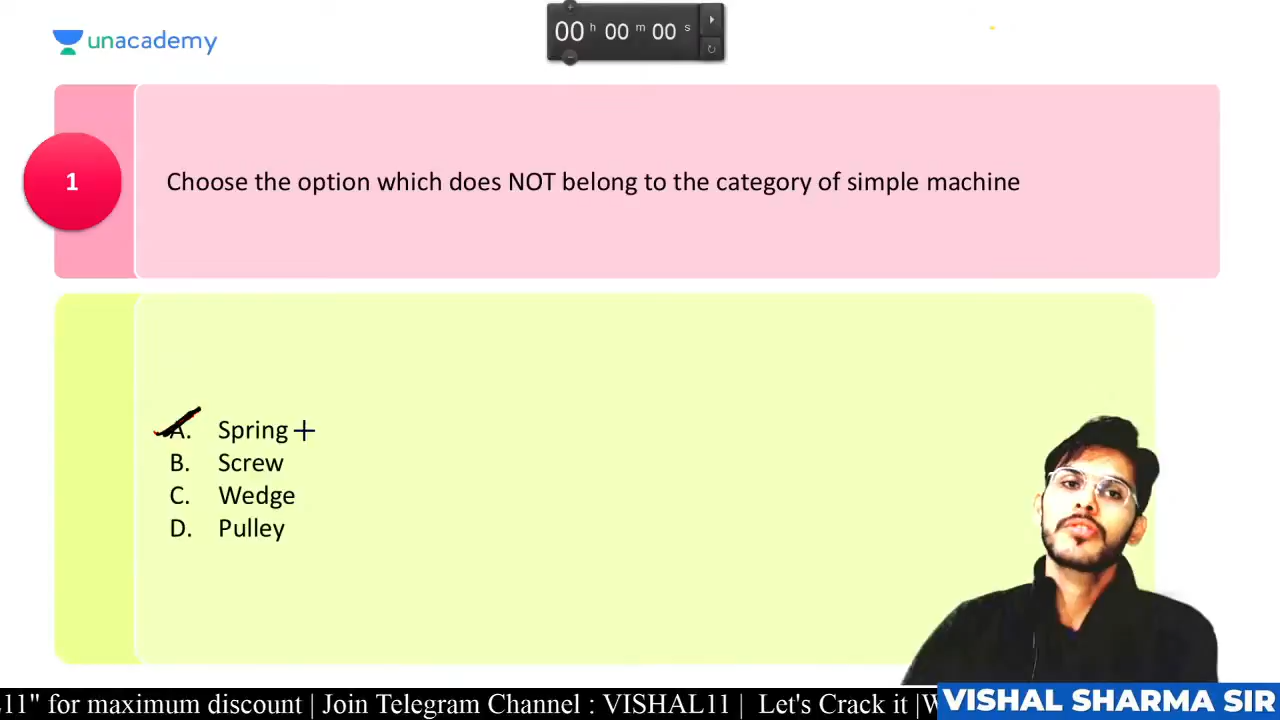 unacademy
00 h 00 m 00 s
1
Choose the option which does NOT belong to the category of simple machine
A. Spring
B. Screw
C. Wedge
D. Pulley
11" for maximum discount | Join Telegram Channel : VISHAL11 | Let's Crack it |
VISHAL SHARMA SIR